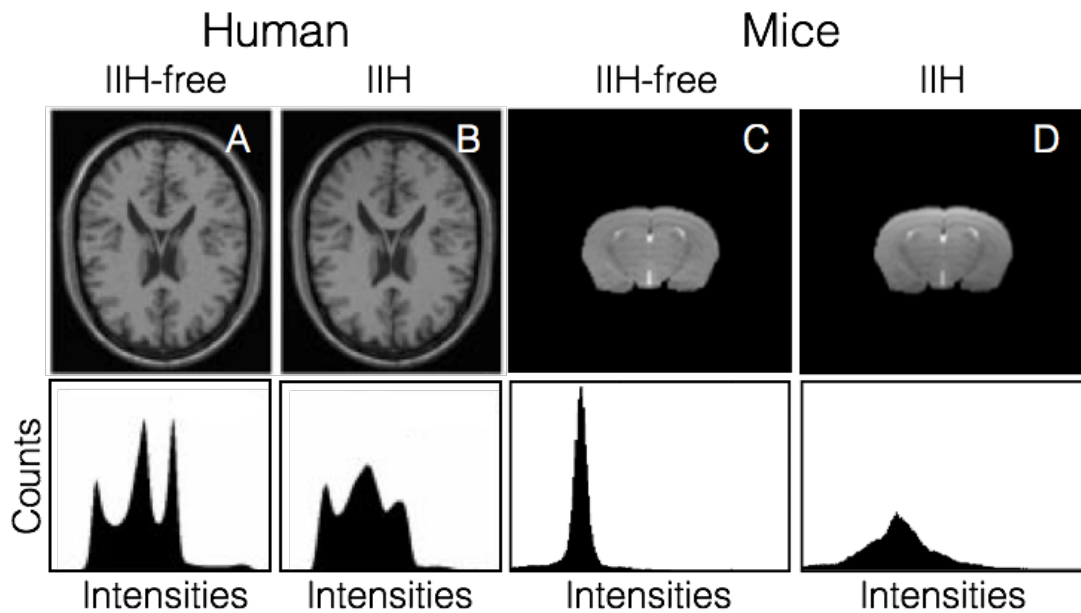 Human Mice
IIH-free IIH IIH-free IIH
A B C D
Counts
Intensities Intensities Intensities Intensities